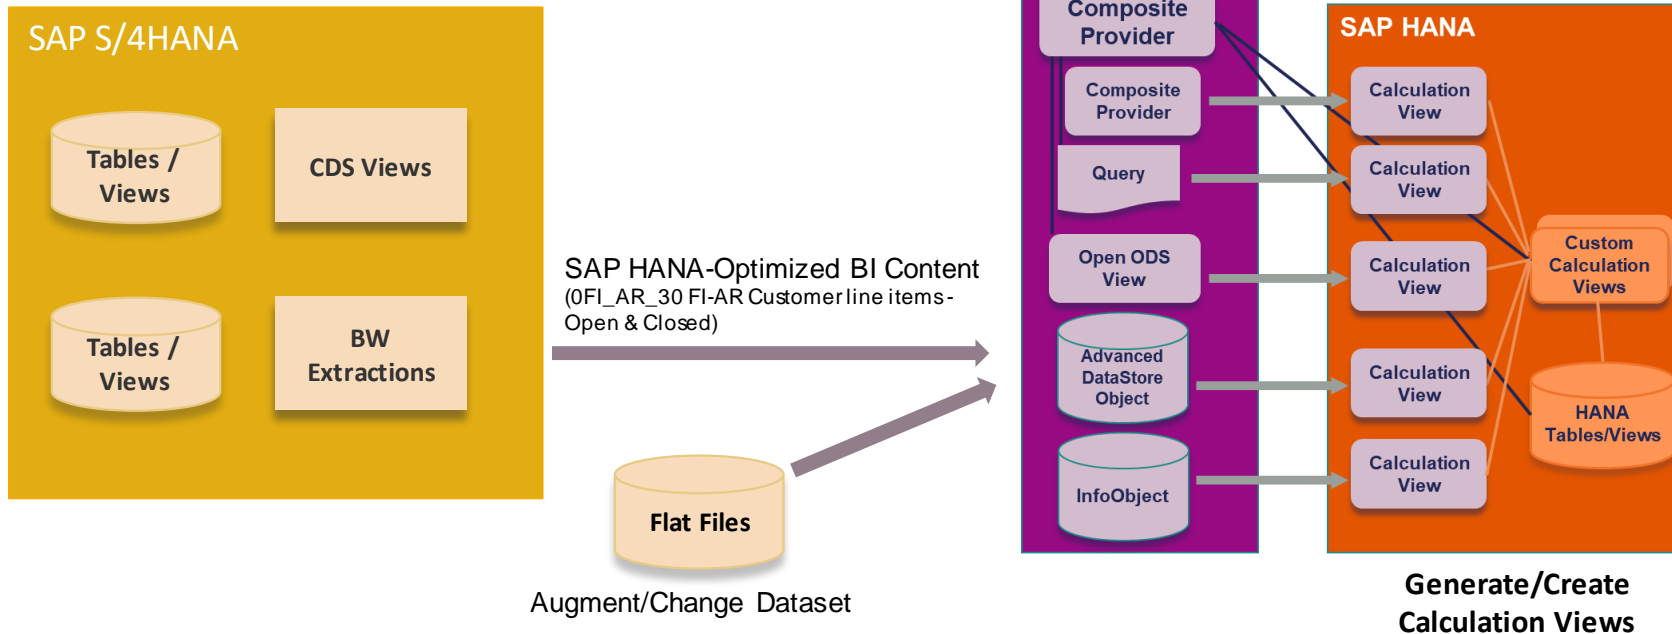 SAP S/4HANA
Tables /
Views
CDS Views
Tables /
Views
BW
Extractions
SAP HANA-Optimized BI Content
(0FI_AR_30 FI-AR Customer line items -
Open & Closed)
Flat Files
Augment/Change Dataset
Composite
Provider
Composite
Provider
Query
Open ODS
View
Advanced
DataStore
Object
InfoObject
SAP HANA
Calculation
View
Calculation
View
Calculation
View
Calculation
View
Calculation
View
Custom
Calculation
Views
HANA
Tables/Views
Generate/Create
Calculation Views